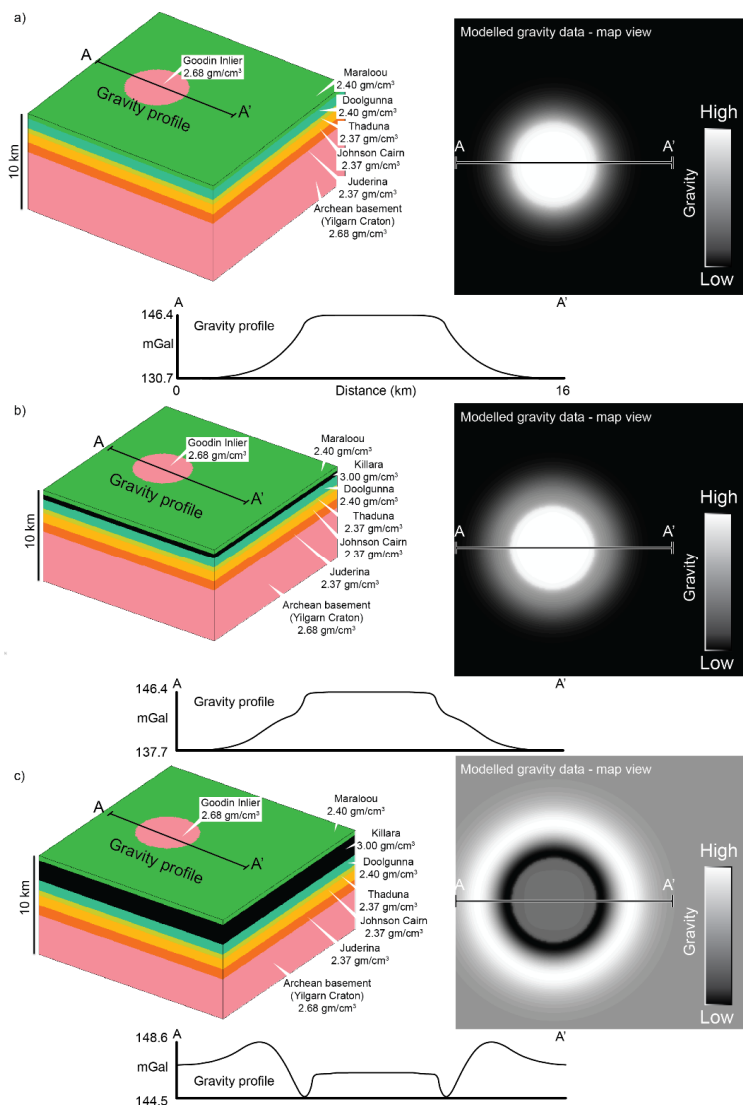 a)
Goodin Inlier
2.68 gm/cm³
A
Gravity profile
A'
Maraloou
2.40 gm/cm³
Doolgunna
2.40 gm/cm³
Thaduna
2.37 gm/cm³
Johnson Cairn
2.37 gm/cm³
Juderina
2.37 gm/cm³
Archean basement
(Yilgarn Craton)
2.68 gm/cm³
10 km
Modelled gravity data - map view
A
A'
High
Gravity
Low
A
A'
146.4
Gravity profile
mGal
130.7
0
Distance (km)
16
b)
Goodin Inlier
2.68 gm/cm³
A
Gravity profile
A'
Maraloou
2.40 gm/cm³
Killara
3.00 gm/cm³
Doolgunna
2.40 gm/cm³
Thaduna
2.37 gm/cm³
Johnson Cairn
2.37 gm/cm³
Juderina
2.37 gm/cm³
Archean basement
(Yilgarn Craton)
2.68 gm/cm³
10 km
Modelled gravity data - map view
A
A'
High
Gravity
Low
A
A'
146.4
Gravity profile
mGal
137.7
c)
Goodin Inlier
2.68 gm/cm³
A
Gravity profile
A'
Maraloou
2.40 gm/cm³
Killara
3.00 gm/cm³
Doolgunna
2.40 gm/cm³
Thaduna
2.37 gm/cm³
Johnson Cairn
2.37 gm/cm³
Juderina
2.37 gm/cm³
Archean basement
(Yilgarn Craton)
2.68 gm/cm³
10 km
Modelled gravity data - map view
A
A'
High
Gravity
Low
A
A'
148.6
mGal
Gravity profile
144.5